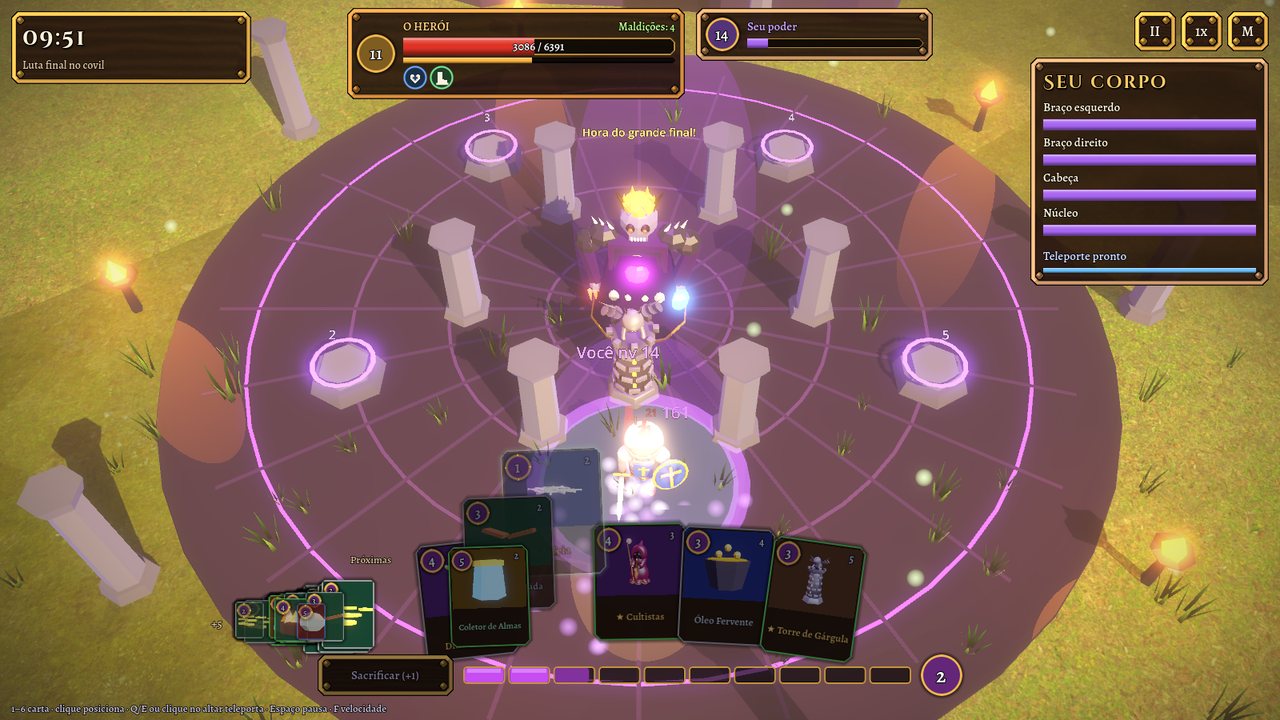 09:51
Luta final no covil
11
O HERÓI
Maldições: 4
3086 / 6391
14
Seu poder
II
1x
M
SEU CORPO
Braço esquerdo
Braço direito
Cabeça
Núcleo
Teleporte pronto
3
4
Hora do grande final!
2
5
Você nv 14
21 161
1
2
3
2
4
5
2
Coletor de Almas
4
3
★ Cultistas
3
4
Óleo Fervente
3
5
★ Torre de Gárgula
Próximas
+5
Sacrificar (+1)
2
1–6 carta · clique posiciona · Q/E ou clique no altar teleporta · Espaço pausa · F velocidade